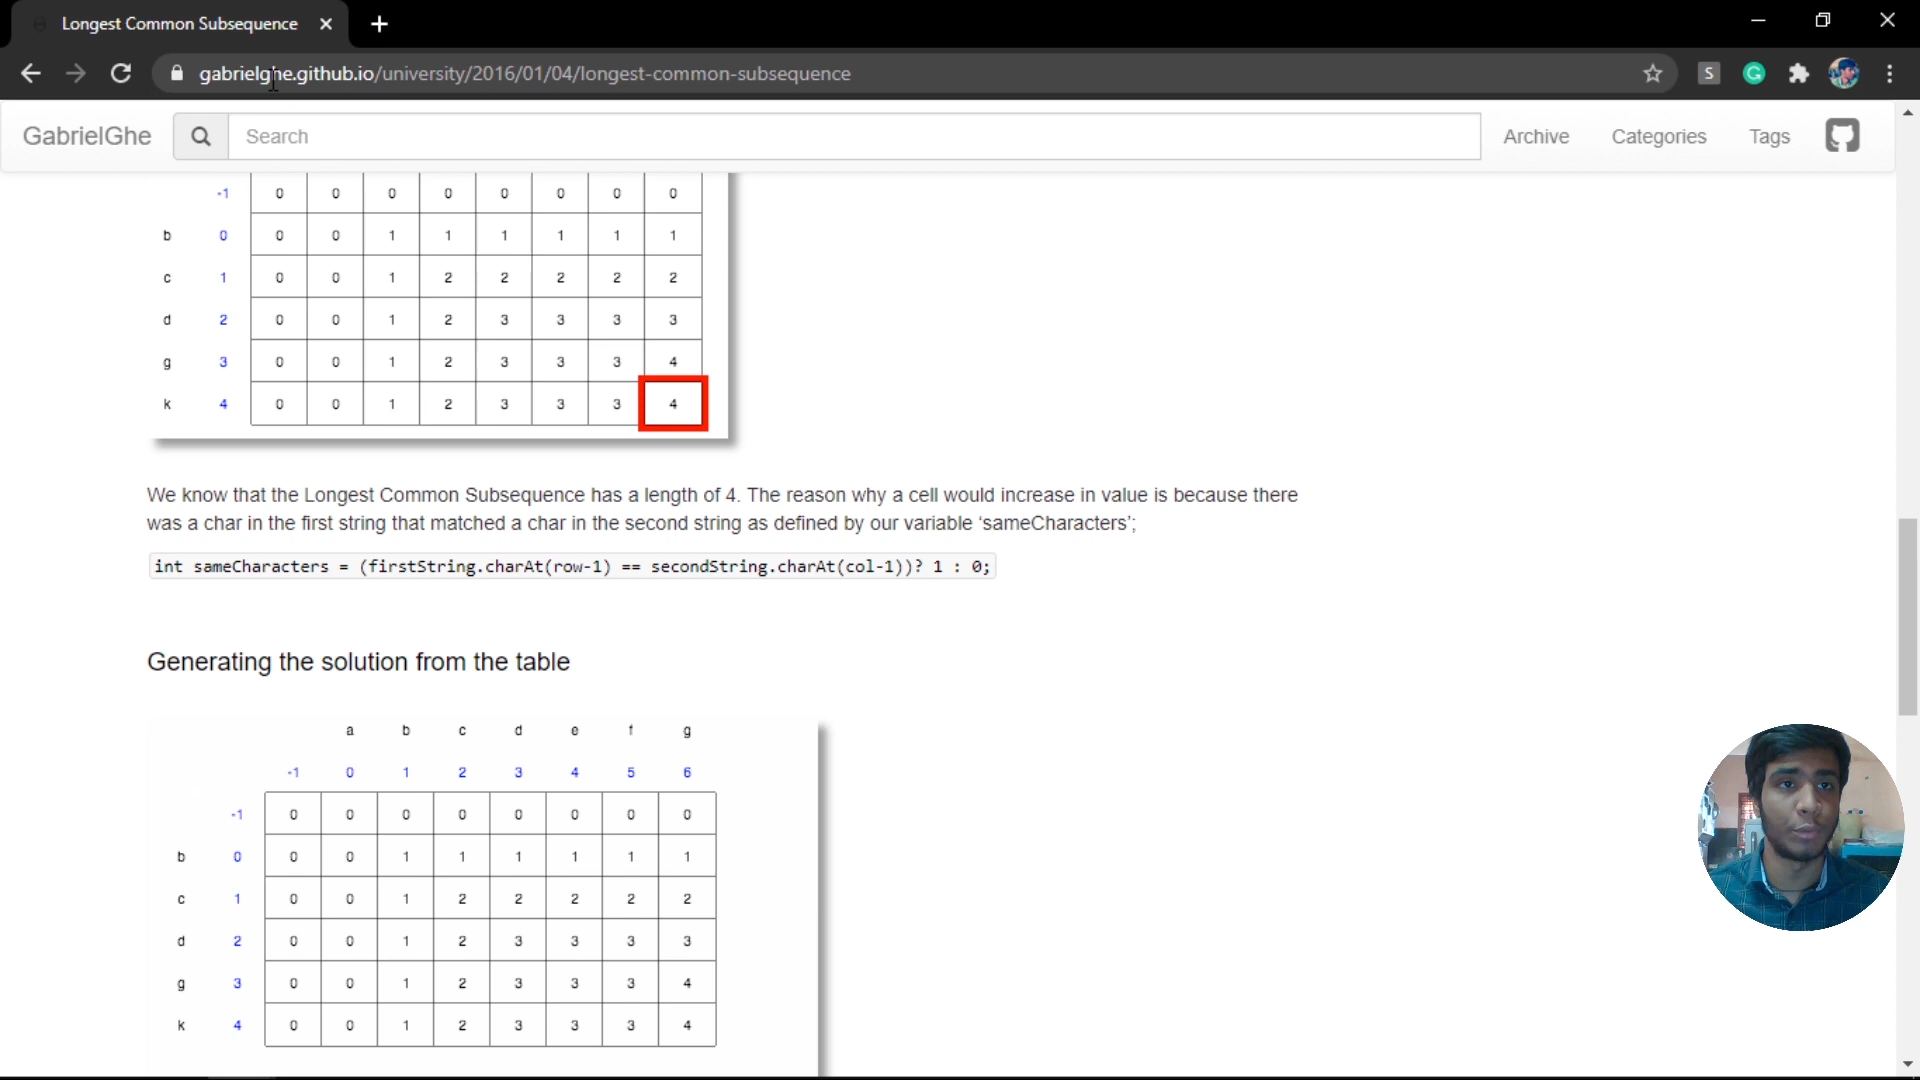 Longest Common Subsequence
gabrielghe.github.io/university/2016/01/04/longest-common-subsequence
S
G
GabrielGhe
Search
Archive
Categories
Tags
-1 0 0 0 0 0 0 0 0
b 0 0 0 1 1 1 1 1 1
c 1 0 0 1 2 2 2 2 2
d 2 0 0 1 2 3 3 3 3
g 3 0 0 1 2 3 3 3 4
k 4 0 0 1 2 3 3 3 4
We know that the Longest Common Subsequence has a length of 4. The reason why a cell would increase in value is because there
was a char in the first string that matched a char in the second string as defined by our variable ‘sameCharacters’;
int sameCharacters = (firstString.charAt(row-1) == secondString.charAt(col-1))? 1 : 0;
Generating the solution from the table
a b c d e f g
-1 0 1 2 3 4 5 6
-1 0 0 0 0 0 0 0 0
b 0 0 0 1 1 1 1 1 1
c 1 0 0 1 2 2 2 2 2
d 2 0 0 1 2 3 3 3 3
g 3 0 0 1 2 3 3 3 4
k 4 0 0 1 2 3 3 3 4